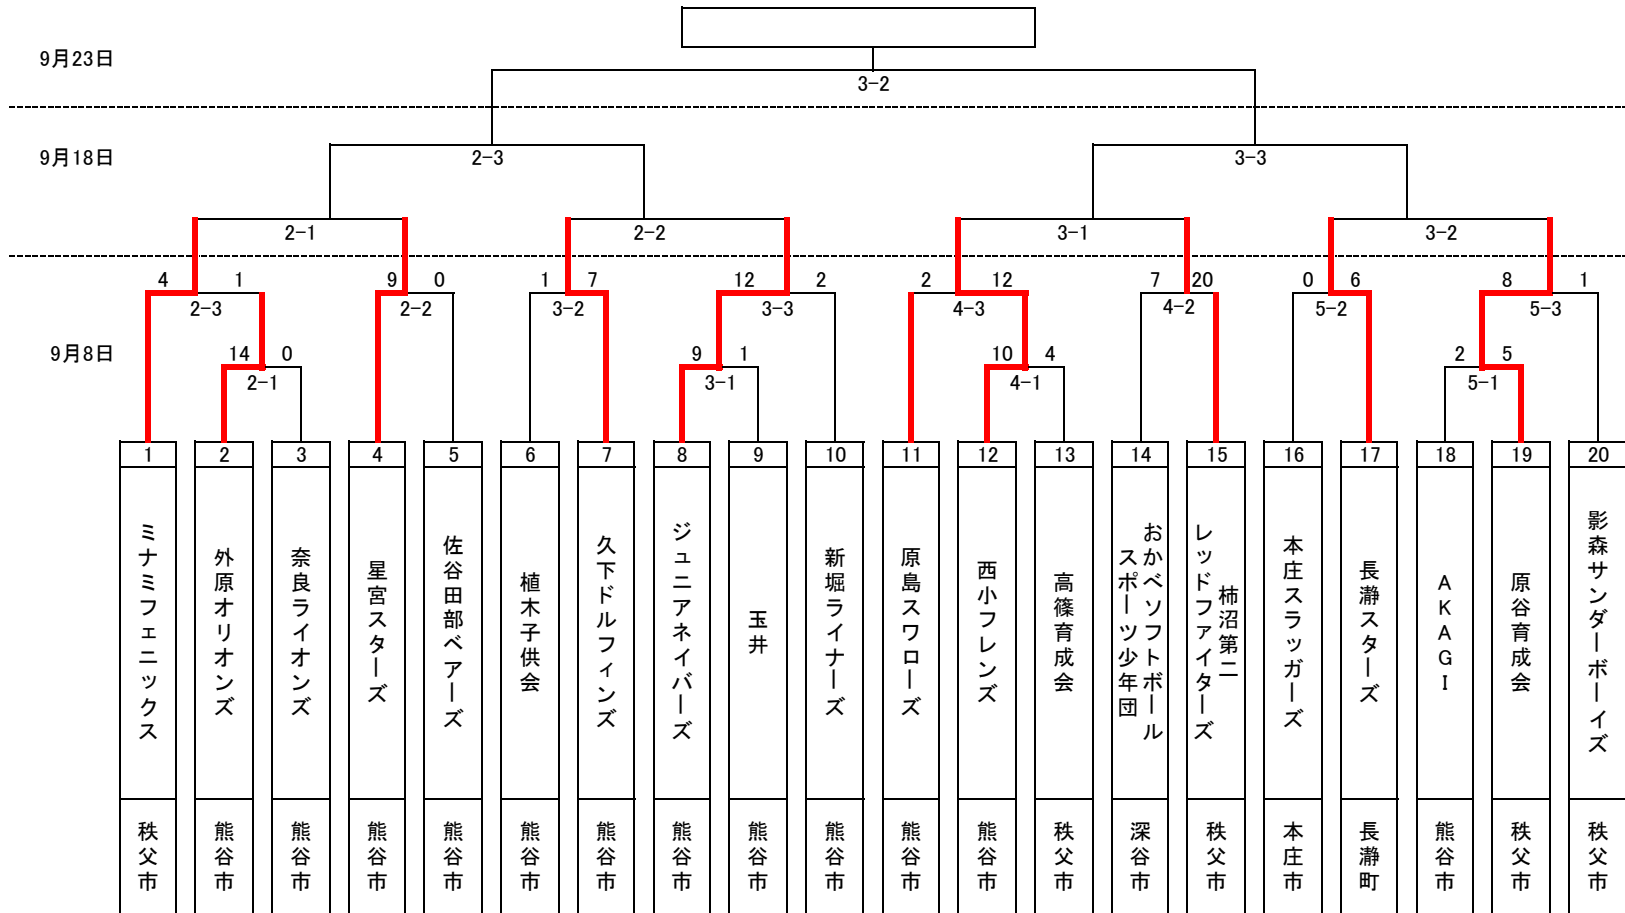 9月23日
3-2
9月18日
2-3
3-3
2-1
2-2
3-1
3-2
4 1
9 0
1 7
12 2
2 12
7 20
0 6
8 1
2-3
2-2
3-2
3-3
4-3
4-2
5-2
5-3
9月8日
14 0
9 1
10 4
2 5
2-1
3-1
4-1
5-1
1 2 3 4 5 6 7 8 9 10 11 12 13 14 15 16 17 18 19 20
ミナミフェニックス
外原オリオンズ
奈良ライオンズ
星宮スターズ
佐谷田部ベアーズ
植木子供会
久下ドルフィンズ
ジュニアネイバーズ
玉井
新堀ライナーズ
原島スワローズ
西小フレンズ
高篠育成会
おかべソフトボール
スポーツ少年団
柿沼第二
レッドファイターズ
本庄スラッガーズ
長瀞スターズ
AKAGI
原谷育成会
影森サンダーボーイズ
秩父市
熊谷市
熊谷市
熊谷市
熊谷市
熊谷市
熊谷市
熊谷市
熊谷市
熊谷市
熊谷市
熊谷市
秩父市
深谷市
秩父市
本庄市
長瀞町
熊谷市
秩父市
秩父市